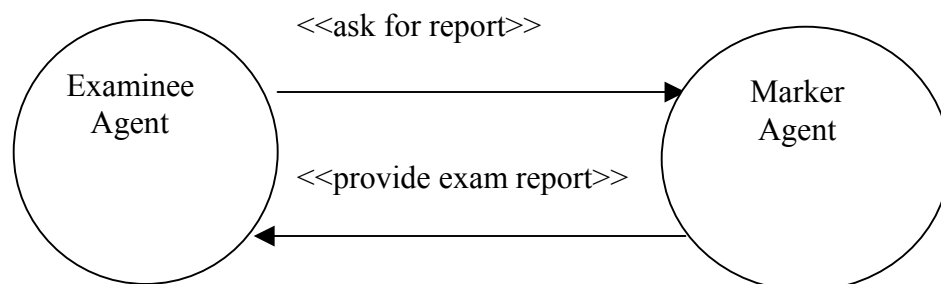 <<ask for report>>
Examinee
Agent
Marker
Agent
<<provide exam report>>